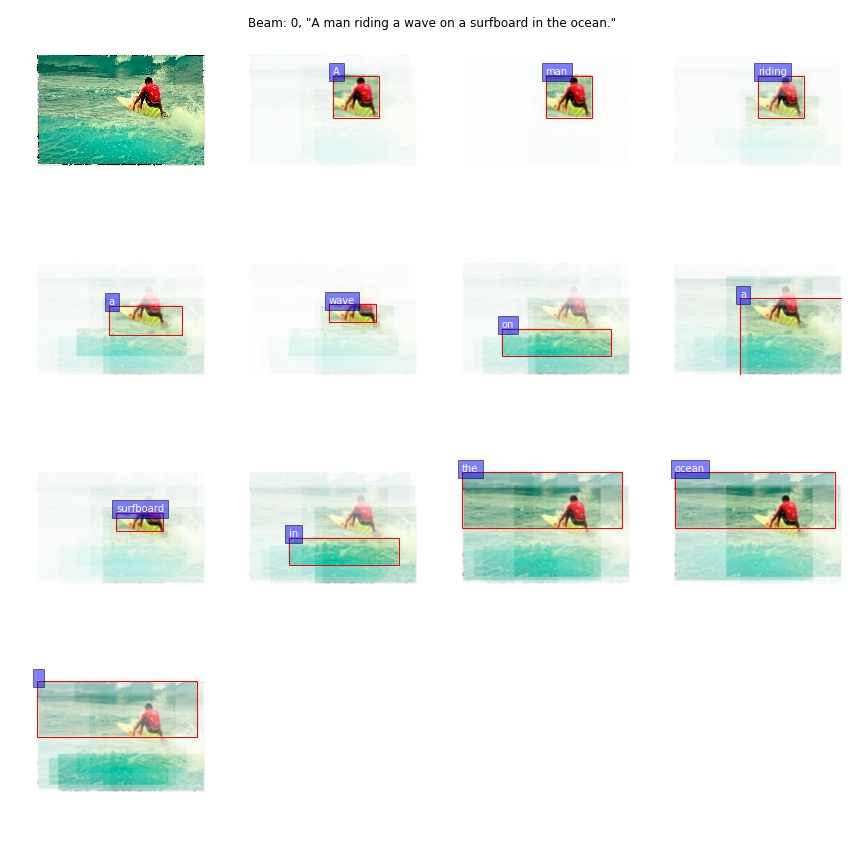 Beam: 0, "A man riding a wave on a surfboard in the ocean."
A
man
riding
a
wave
on
a
surfboard
in
the
ocean